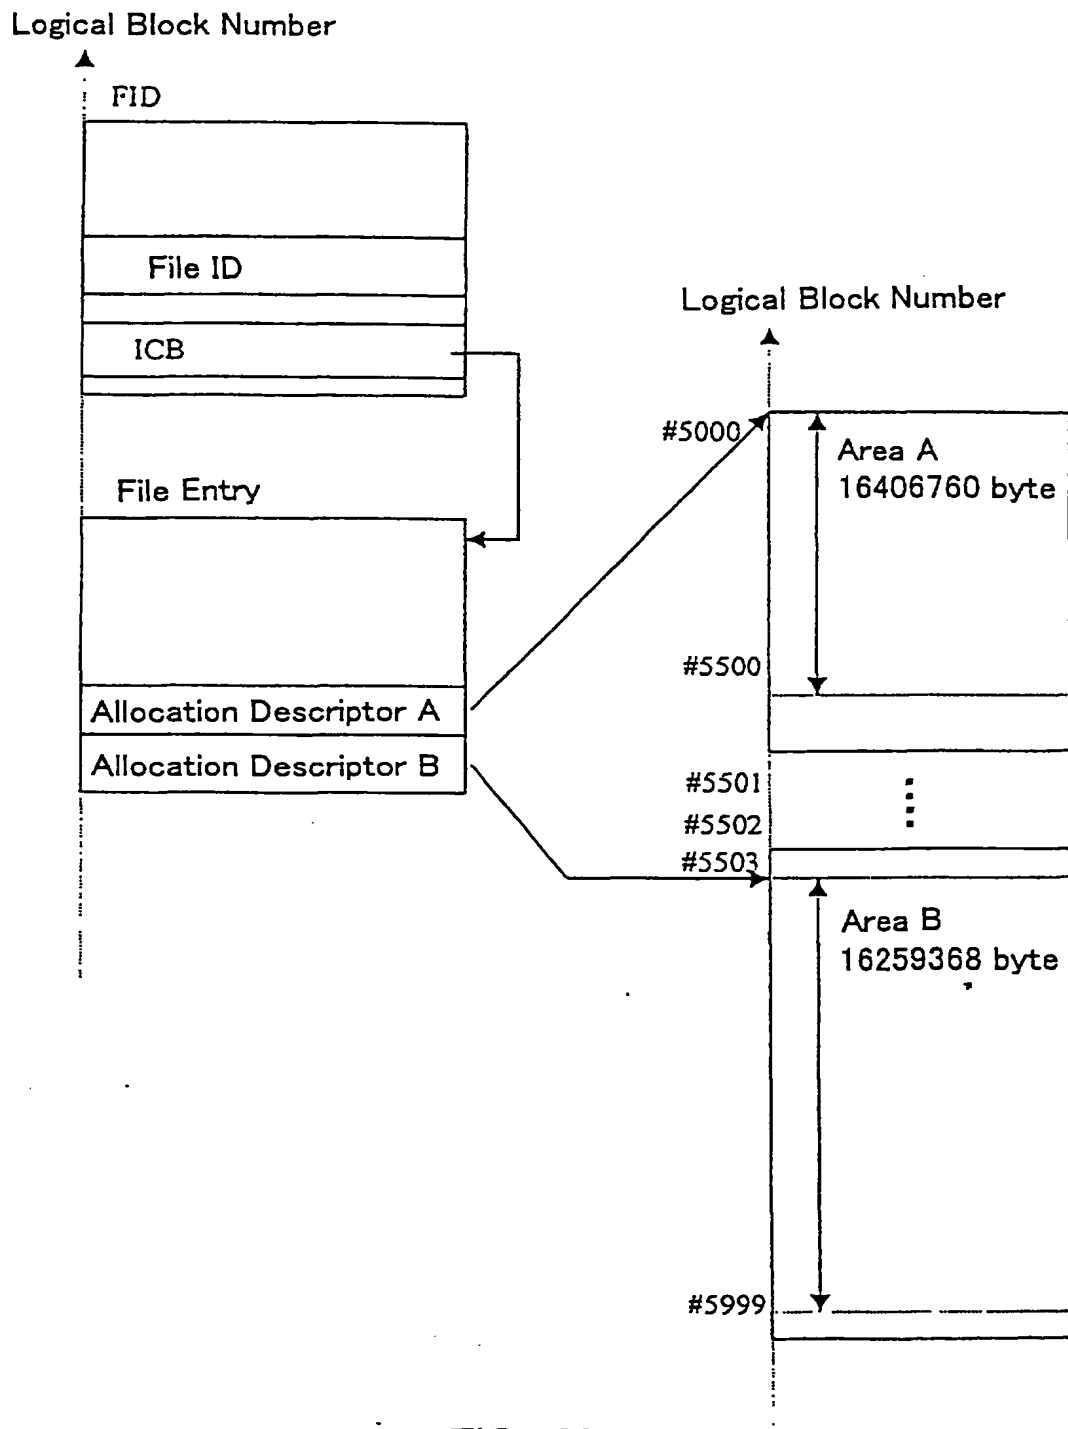 Logical Block Number
FID
File ID
ICB
File Entry
Allocation Descriptor A
Allocation Descriptor B
Logical Block Number
#5000
Area A
16406760 byte
#5500
#5501
#5502
#5503
Area B
16259368 byte
#5999